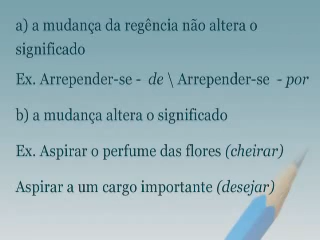 a) a mudança da regência não altera o
significado
Ex. Arrepender-se - de \ Arrepender-se - por
b) a mudança altera o significado
Ex. Aspirar o perfume das flores (cheirar)
Aspirar a um cargo importante (desejar)